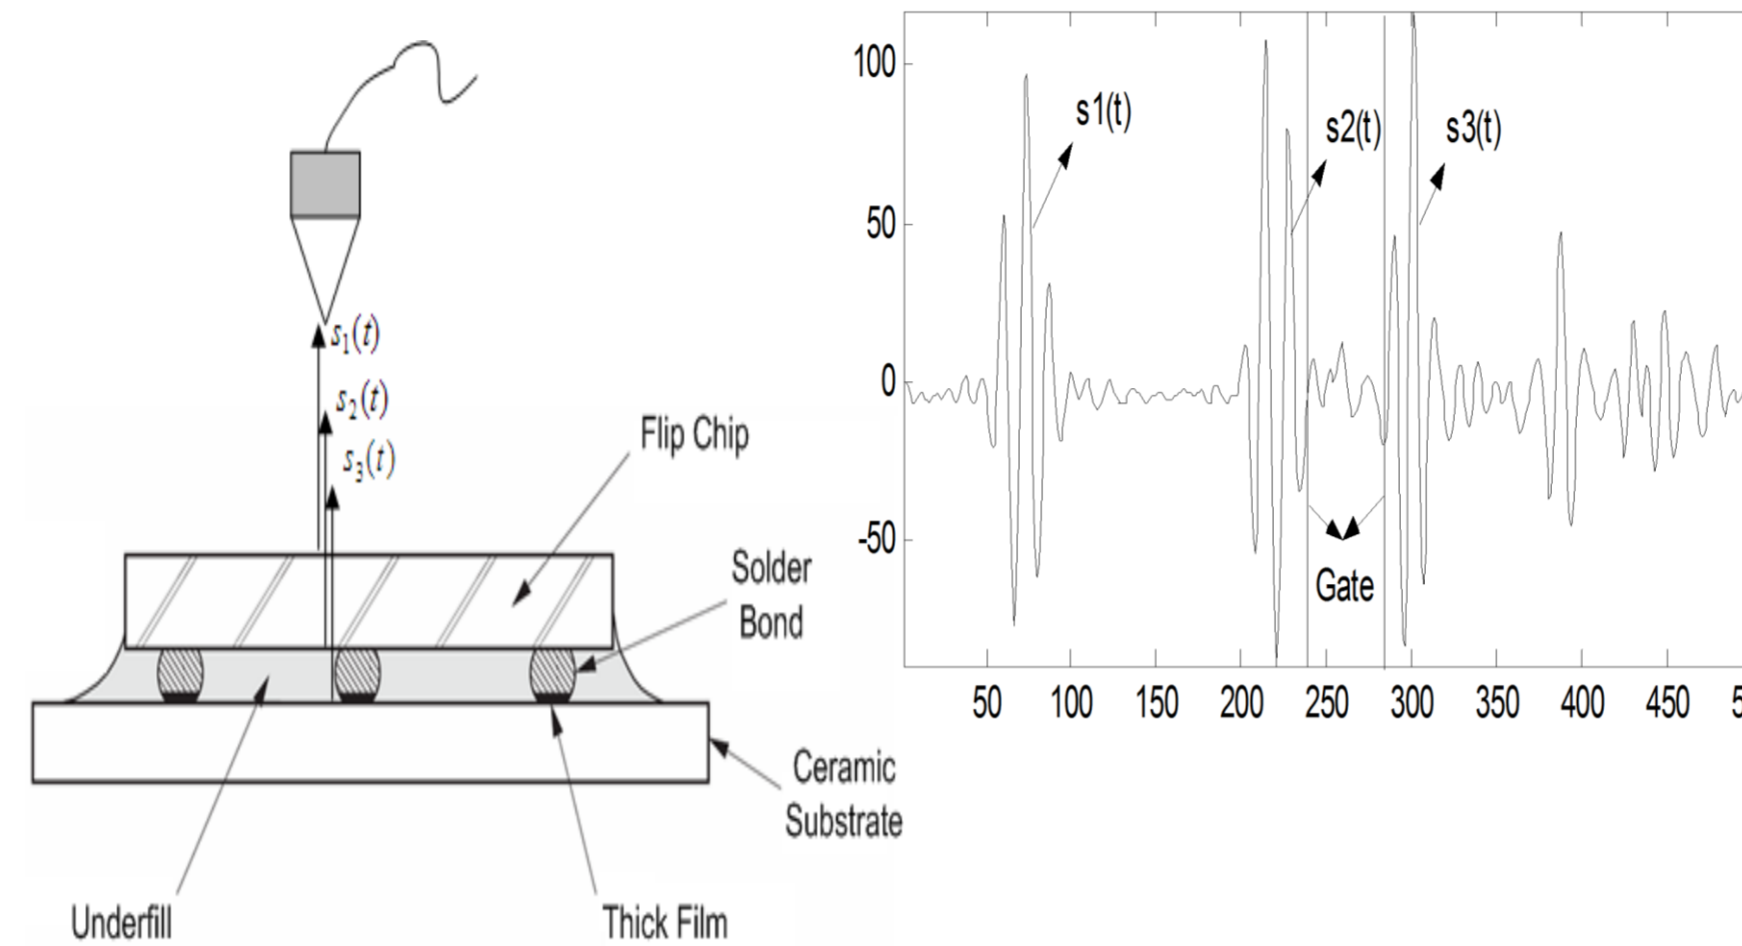 s₁(t)
s₂(t)
s₃(t)
Flip Chip
Solder
Bond
Ceramic
Substrate
Underfill
Thick Film
100
50
0
-50
s1(t)
s2(t)
s3(t)
Gate
50 100 150 200 250 300 350 400 450 5